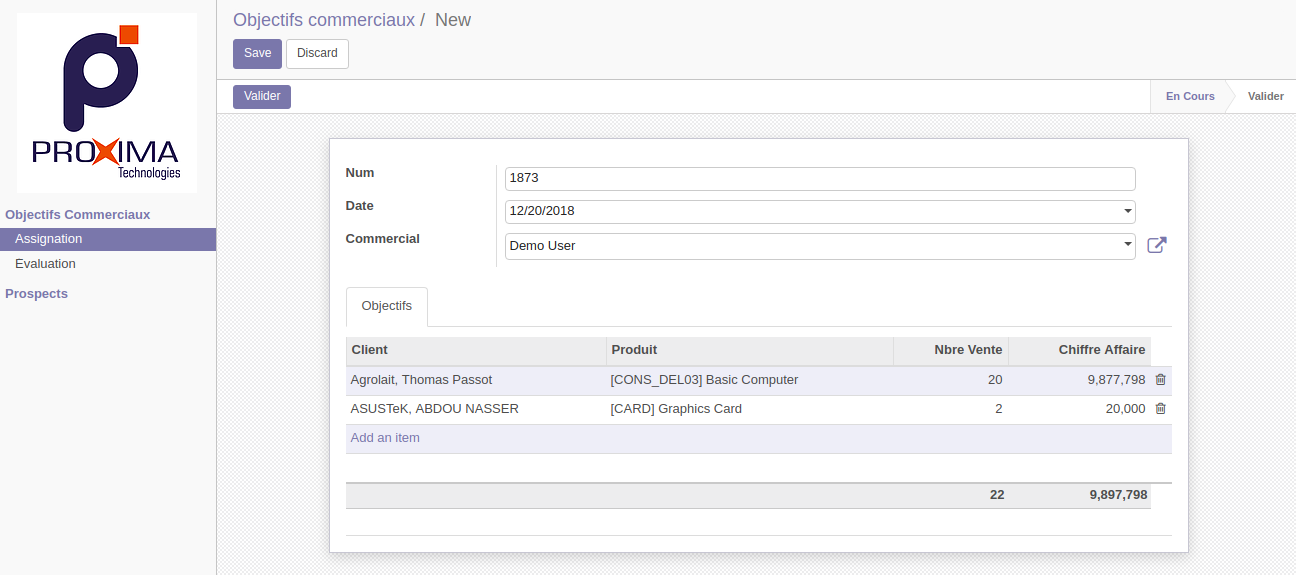 PROXIMA
Technologies
Objectifs Commerciaux
Assignation
Evaluation
Prospects
Objectifs commerciaux / New
Save Discard
Valider En Cours Valider
Num 1873
Date 12/20/2018
Commercial Demo User
Objectifs
Client Produit Nbre Vente Chiffre Affaire
Agrolait, Thomas Passot [CONS_DEL03] Basic Computer 20 9,877,798
ASUSTeK, ABDOU NASSER [CARD] Graphics Card 2 20,000
Add an item
22 9,897,798